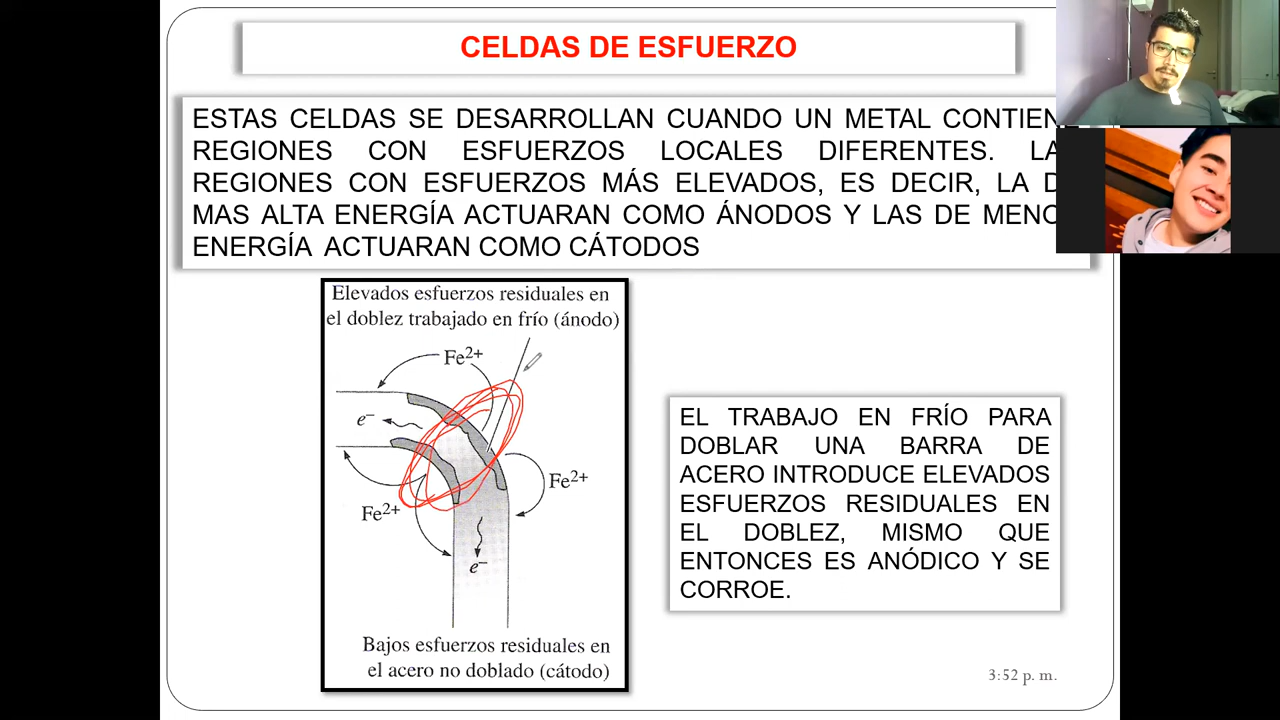 CELDAS DE ESFUERZO
ESTAS CELDAS SE DESARROLLAN CUANDO UN METAL
REGIONES CON ESFUERZOS LOCALES DIFERENTES.
REGIONES CON ESFUERZOS MÁS ELEVADOS, ES DECIR, LA
MAS ALTA ENERGÍA ACTUARAN COMO ÁNODOS Y LAS DE
ENERGÍA ACTUARAN COMO CÁTODOS
Elevados esfuerzos residuales en
el doblez trabajado en frío (ánodo)
Fe2+
e–
Fe2+
Fe2+
e–
Bajos esfuerzos residuales en
el acero no doblado (cátodo)
EL TRABAJO EN FRÍO PARA
DOBLAR UNA BARRA DE
ACERO INTRODUCE ELEVADOS
ESFUERZOS RESIDUALES EN
EL DOBLEZ, MISMO QUE
ENTONCES ES ANÓDICO Y SE
CORROE.
3:52 p. m.